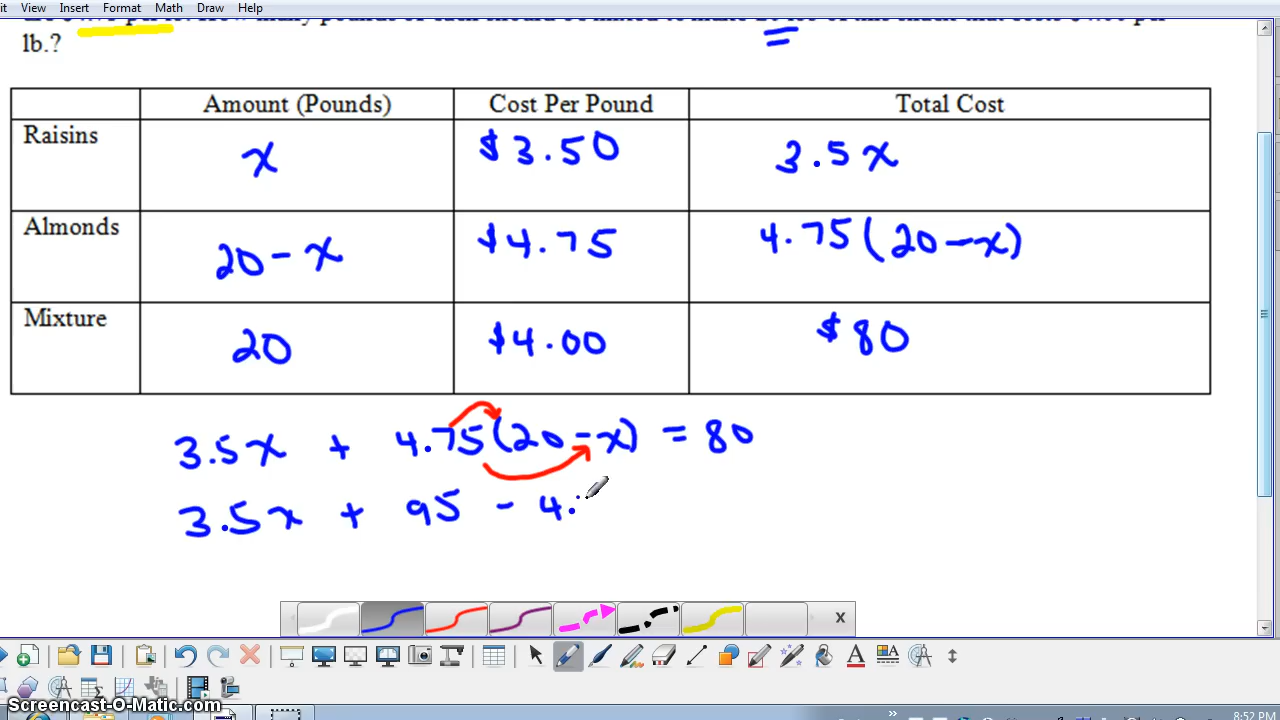 it View Insert Format Math Draw Help
lb.?
Amount (Pounds) Cost Per Pound Total Cost
Raisins x $3.50 3.5x
Almonds 20-x $4.75 4.75(20-x)
Mixture 20 $4.00 $80
3.5x + 4.75(20-x) = 80
3.5x + 95 - 4.
x
Screencast-O-Matic.com
8:52 PM